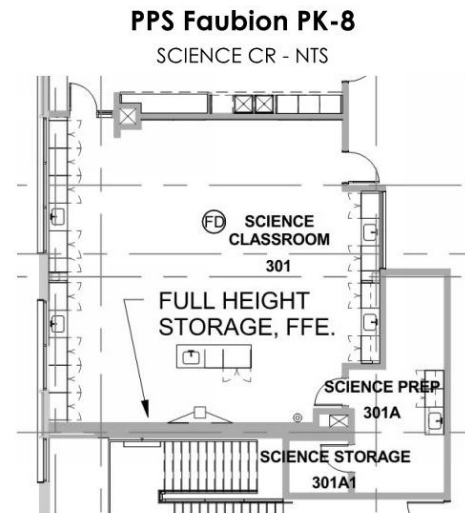 PPS Faubion PK-8
SCIENCE CR - NTS
FD
SCIENCE
CLASSROOM
301
FULL HEIGHT
STORAGE, FFE.
SCIENCE PREP
301A
SCIENCE STORAGE
301A1